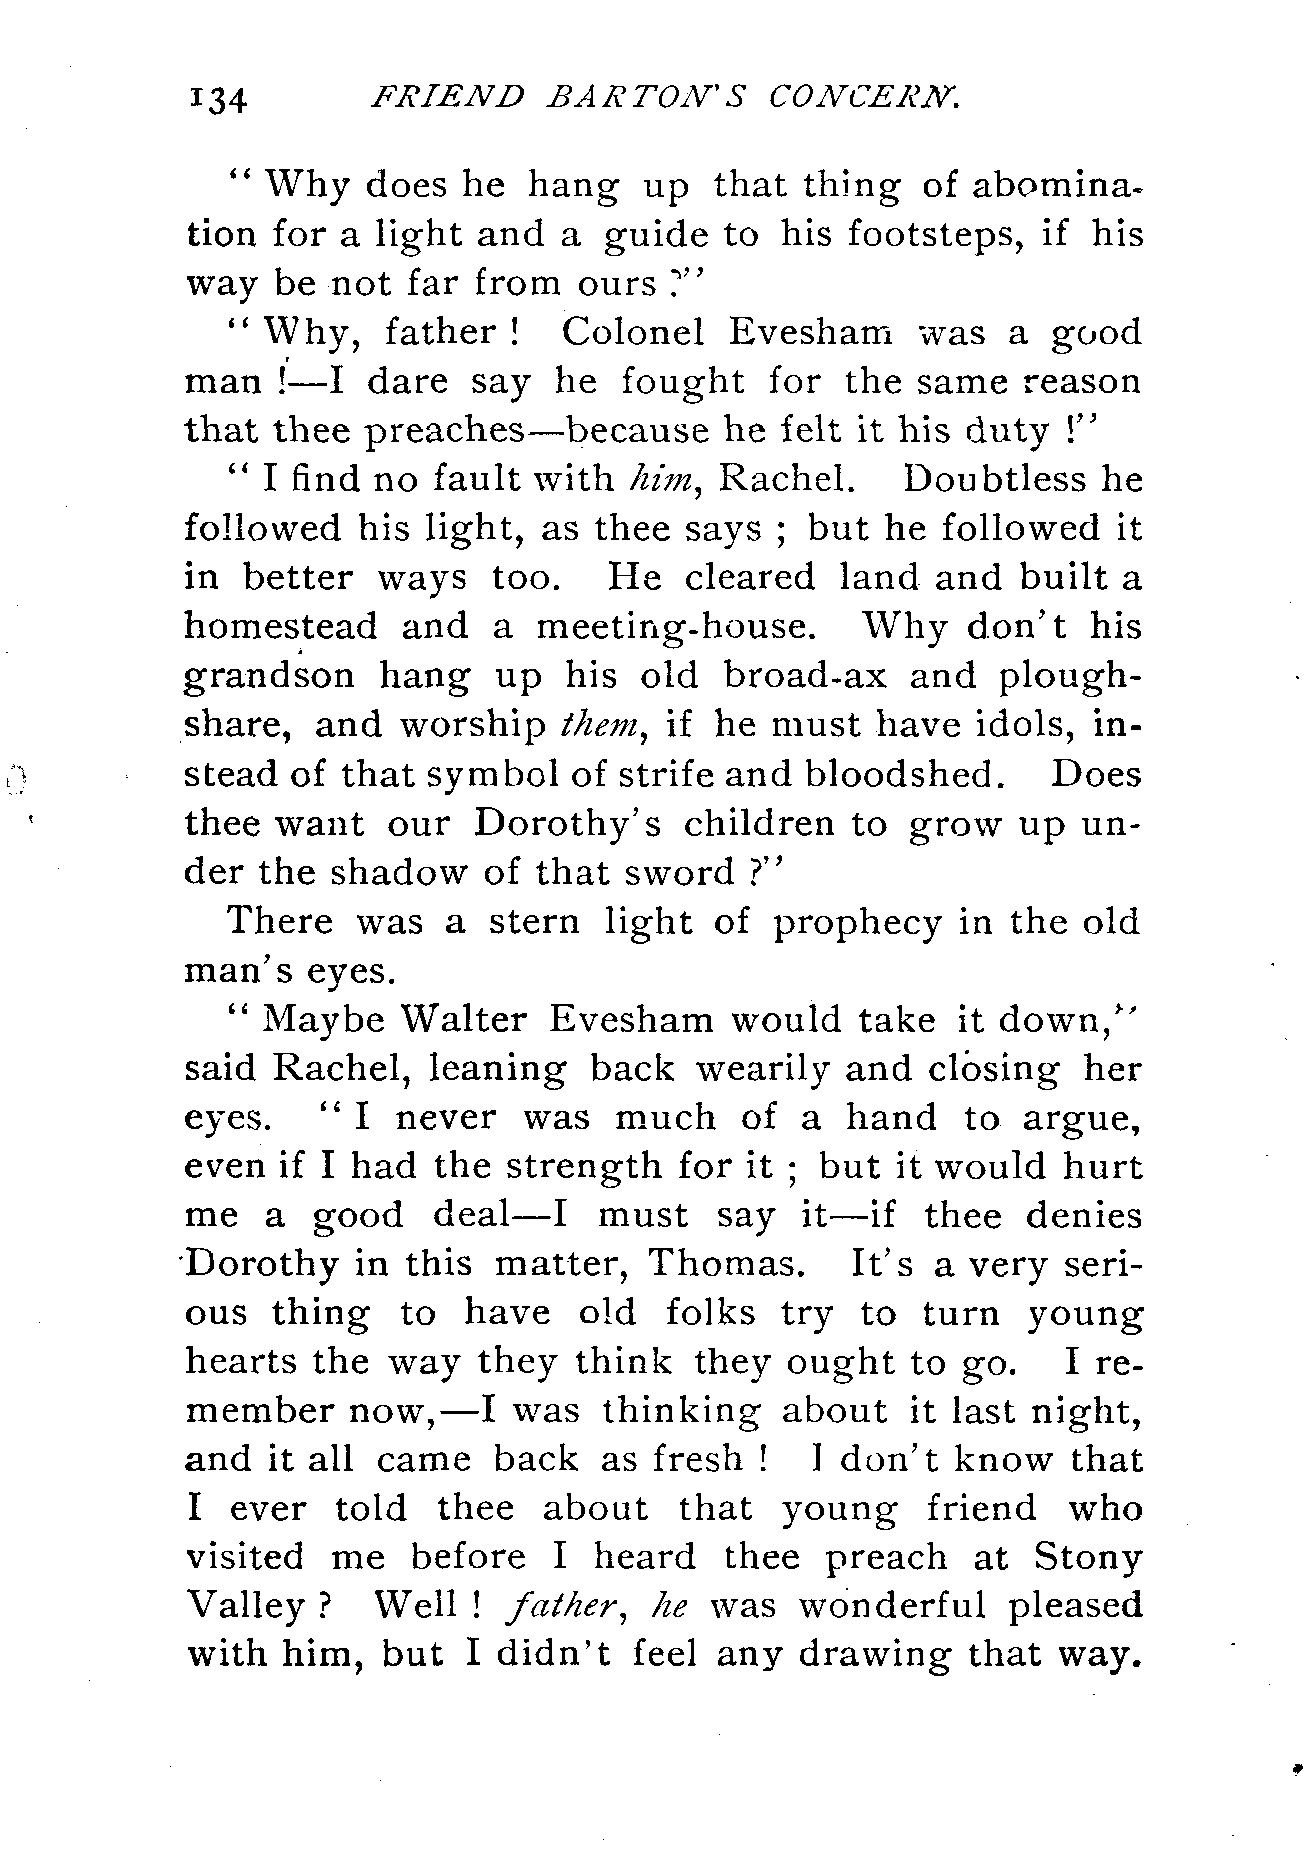 134 FRIEND BARTON'S CONCERN.
“ Why does he hang up that thing of abomina-
tion for a light and a guide to his footsteps, if his
way be not far from ours ?”
“ Why, father ! Colonel Evesham was a good
man !—I dare say he fought for the same reason
that thee preaches—because he felt it his duty !”
“ I find no fault with him, Rachel. Doubtless he
followed his light, as thee says ; but he followed it
in better ways too. He cleared land and built a
homestead and a meeting-house. Why don't his
grandson hang up his old broad-ax and plough-
share, and worship them, if he must have idols, in-
stead of that symbol of strife and bloodshed. Does
thee want our Dorothy's children to grow up un-
der the shadow of that sword ?”
There was a stern light of prophecy in the old
man's eyes.
“ Maybe Walter Evesham would take it down,”
said Rachel, leaning back wearily and closing her
eyes. “ I never was much of a hand to argue,
even if I had the strength for it ; but it would hurt
me a good deal—I must say it—if thee denies
Dorothy in this matter, Thomas. It's a very seri-
ous thing to have old folks try to turn young
hearts the way they think they ought to go. I re-
member now,—I was thinking about it last night,
and it all came back as fresh ! I don't know that
I ever told thee about that young friend who
visited me before I heard thee preach at Stony
Valley ? Well ! father, he was wonderful pleased
with him, but I didn't feel any drawing that way.